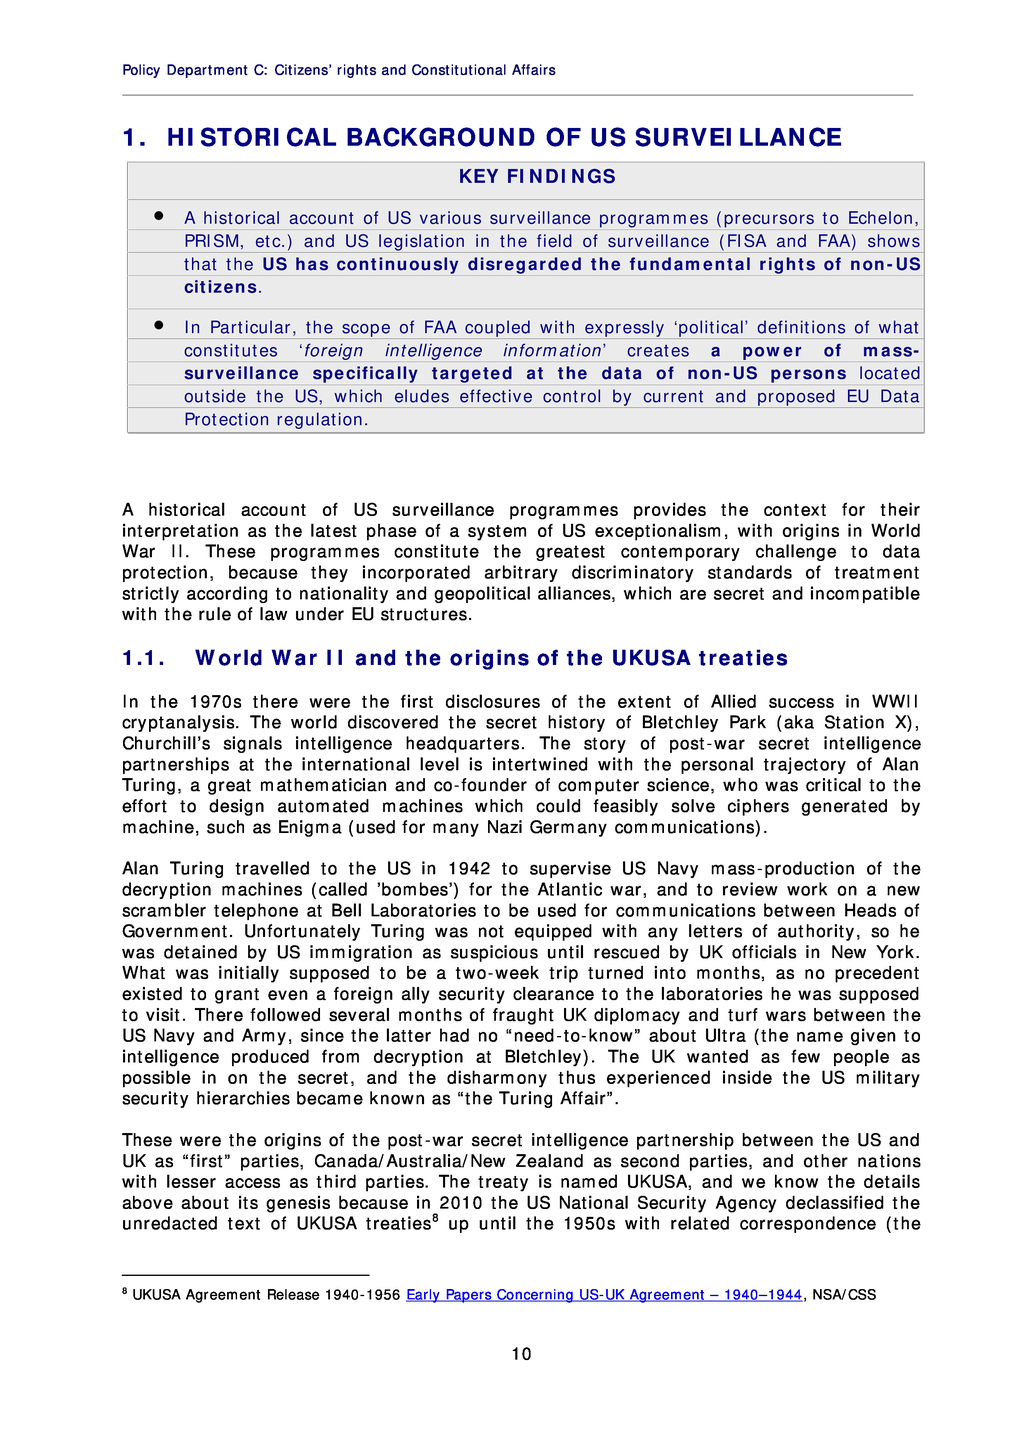 Policy Department C: Citizens' rights and Constitutional Affairs
1. HISTORICAL BACKGROUND OF US SURVEILLANCE
KEY FINDINGS
• A historical account of US various surveillance programmes (precursors to Echelon,
PRISM, etc.) and US legislation in the field of surveillance (FISA and FAA) shows
that the US has continuously disregarded the fundamental rights of non-US
citizens.
• In Particular, the scope of FAA coupled with expressly ‘political’ definitions of what
constitutes ‘foreign intelligence information’ creates a power of mass-
surveillance specifically targeted at the data of non-US persons located
outside the US, which eludes effective control by current and proposed EU Data
Protection regulation.
A historical account of US surveillance programmes provides the context for their
interpretation as the latest phase of a system of US exceptionalism, with origins in World
War II. These programmes constitute the greatest contemporary challenge to data
protection, because they incorporated arbitrary discriminatory standards of treatment
strictly according to nationality and geopolitical alliances, which are secret and incompatible
with the rule of law under EU structures.
1.1. World War II and the origins of the UKUSA treaties
In the 1970s there were the first disclosures of the extent of Allied success in WWII
cryptanalysis. The world discovered the secret history of Bletchley Park (aka Station X),
Churchill’s signals intelligence headquarters. The story of post-war secret intelligence
partnerships at the international level is intertwined with the personal trajectory of Alan
Turing, a great mathematician and co-founder of computer science, who was critical to the
effort to design automated machines which could feasibly solve ciphers generated by
machine, such as Enigma (used for many Nazi Germany communications).
Alan Turing travelled to the US in 1942 to supervise US Navy mass-production of the
decryption machines (called ’bombes’) for the Atlantic war, and to review work on a new
scrambler telephone at Bell Laboratories to be used for communications between Heads of
Government. Unfortunately Turing was not equipped with any letters of authority, so he
was detained by US immigration as suspicious until rescued by UK officials in New York.
What was initially supposed to be a two-week trip turned into months, as no precedent
existed to grant even a foreign ally security clearance to the laboratories he was supposed
to visit. There followed several months of fraught UK diplomacy and turf wars between the
US Navy and Army, since the latter had no “need-to-know” about Ultra (the name given to
intelligence produced from decryption at Bletchley). The UK wanted as few people as
possible in on the secret, and the disharmony thus experienced inside the US military
security hierarchies became known as “the Turing Affair”.
These were the origins of the post-war secret intelligence partnership between the US and
UK as “first” parties, Canada/Australia/New Zealand as second parties, and other nations
with lesser access as third parties. The treaty is named UKUSA, and we know the details
above about its genesis because in 2010 the US National Security Agency declassified the
unredacted text of UKUSA treaties8 up until the 1950s with related correspondence (the
8 UKUSA Agreement Release 1940-1956 Early Papers Concerning US-UK Agreement – 1940–1944, NSA/CSS
10